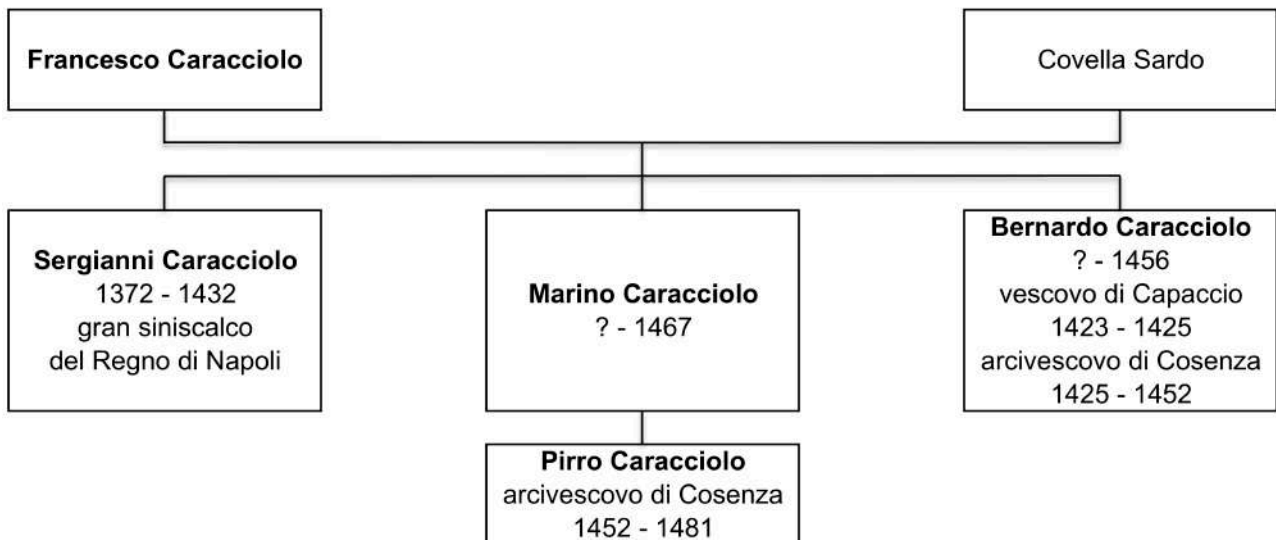 Francesco Caracciolo
Covella Sardo
Sergianni Caracciolo
1372 - 1432
gran siniscalco
del Regno di Napoli
Marino Caracciolo
? - 1467
Bernardo Caracciolo
? - 1456
vescovo di Capaccio
1423 - 1425
arcivescovo di Cosenza
1425 - 1452
Pirro Caracciolo
arcivescovo di Cosenza
1452 - 1481